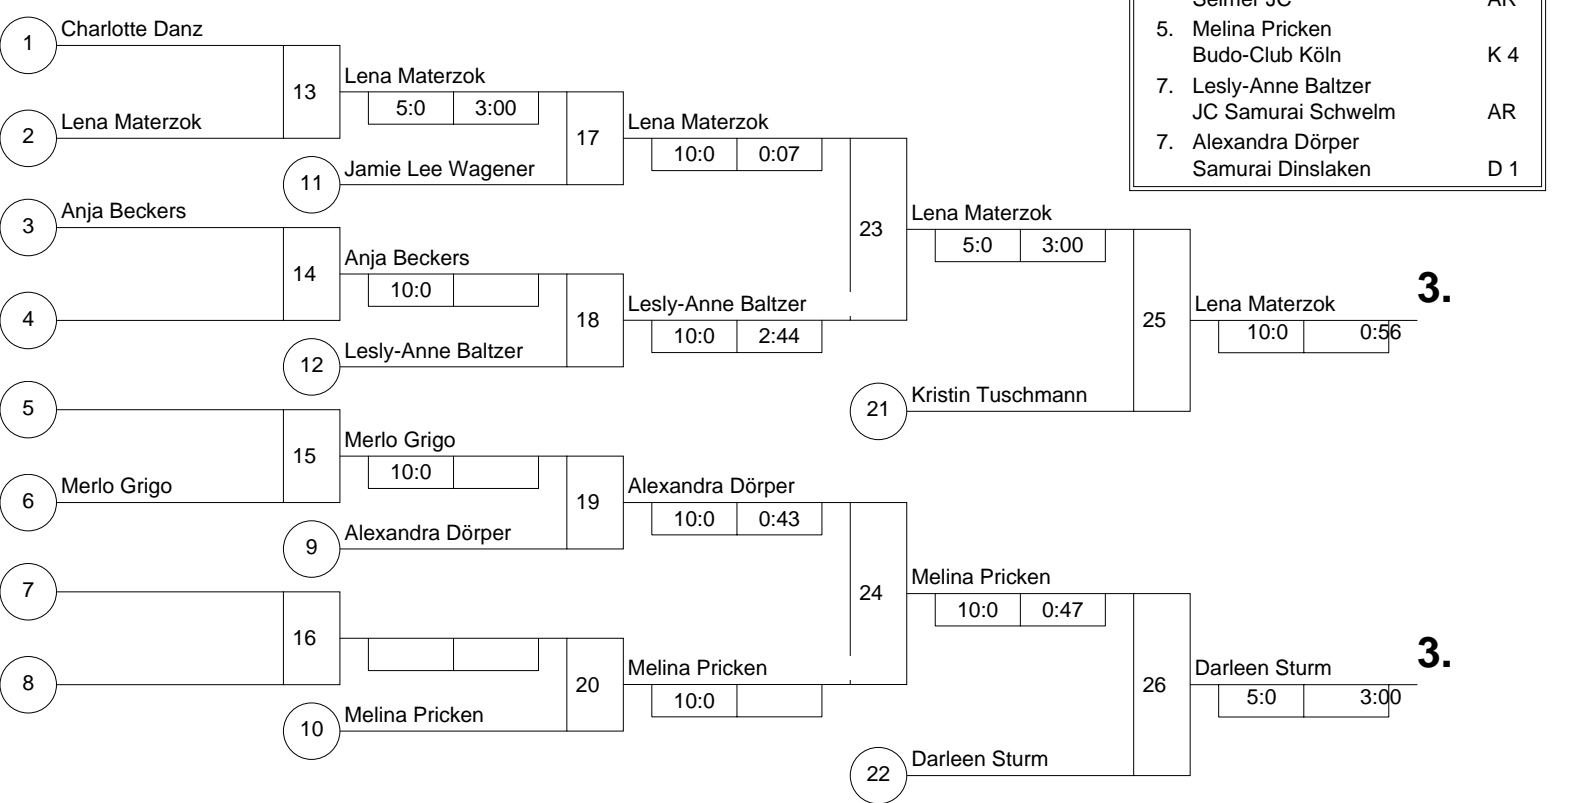 Selmer JC AR
5. Melina Pricken
Budo-Club Köln K 4
7. Lesly-Anne Baltzer
JC Samurai Schwelm AR
7. Alexandra Dörper
Samurai Dinslaken D 1
1 Charlotte Danz
13
Lena Materzok
5:0 3:00
2 Lena Materzok
17
Lena Materzok
10:0 0:07
11 Jamie Lee Wagener
3 Anja Beckers
23
Lena Materzok
5:0 3:00
14
Anja Beckers
10:0
4
18
Lesly-Anne Baltzer
10:0 2:44
12 Lesly-Anne Baltzer
25
Lena Materzok
10:0 0:56
3.
5
21 Kristin Tuschmann
15
Merlo Grigo
10:0
6 Merlo Grigo
19
Alexandra Dörper
10:0 0:43
9 Alexandra Dörper
7
24
Melina Pricken
10:0 0:47
16
8
20
Melina Pricken
10:0
10 Melina Pricken
26
Darleen Sturm
5:0 3:00
3.
22 Darleen Sturm